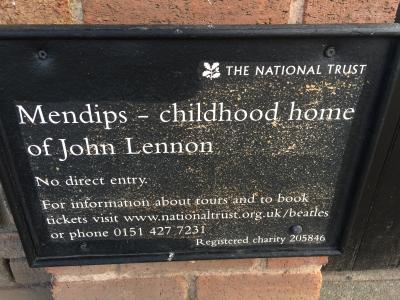 THE NATIONAL TRUST
Mendips - childhood home
of John Lennon
No direct entry.
For information about tours and to book
tickets visit www.nationaltrust.org.uk/beatles
or phone 0151 427 7231
Registered charity 205846